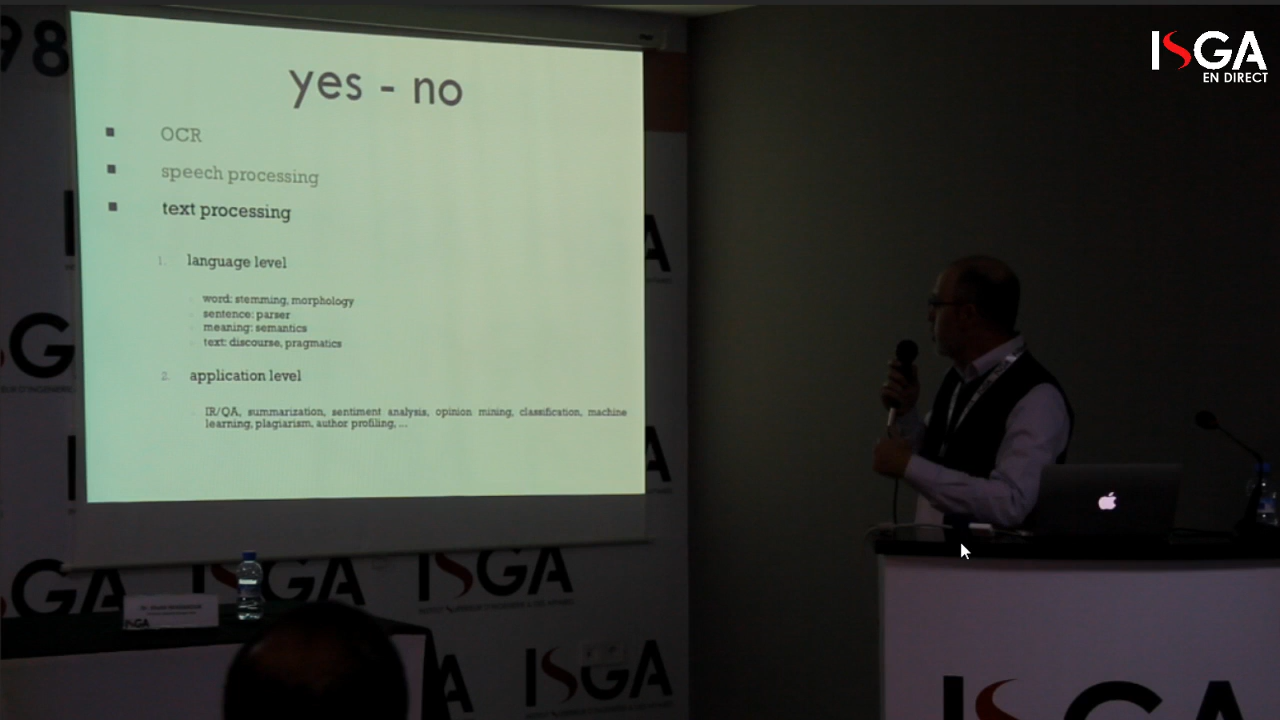 98
ISGA
EN DIRECT
yes - no
OCR
speech processing
text processing
1. language level
word: stemming, morphology
sentence: parser
meaning: semantics
text: discourse, pragmatics
2. application level
IR/QA, summarization, sentiment analysis, opinion mining, classification, machine
learning, plagiarism, author profiling, ...
ISGA
ISGA
ISGA
ISGA